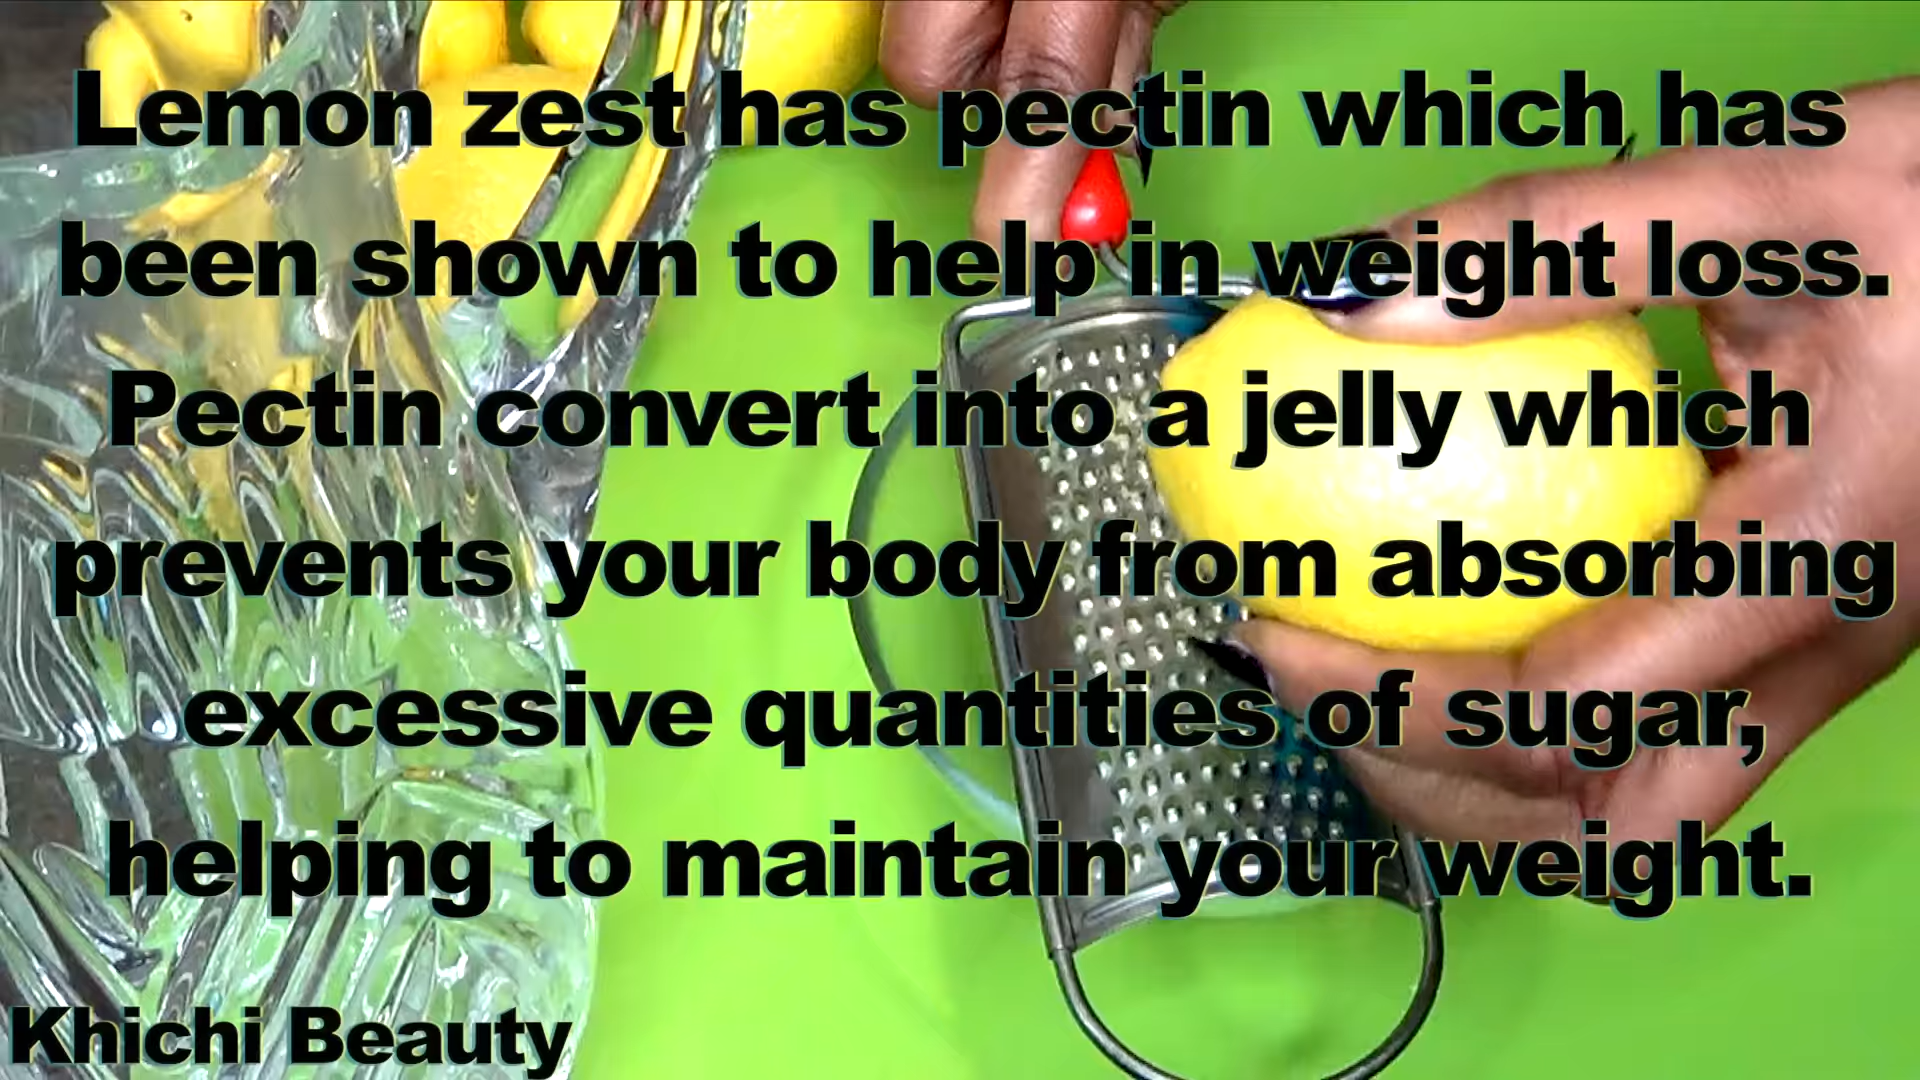 Lemon zest has pectin which has
been shown to help in weight loss.
Pectin convert into a jelly which
prevents your body from absorbing
excessive quantities of sugar,
helping to maintain your weight.
Khichi Beauty